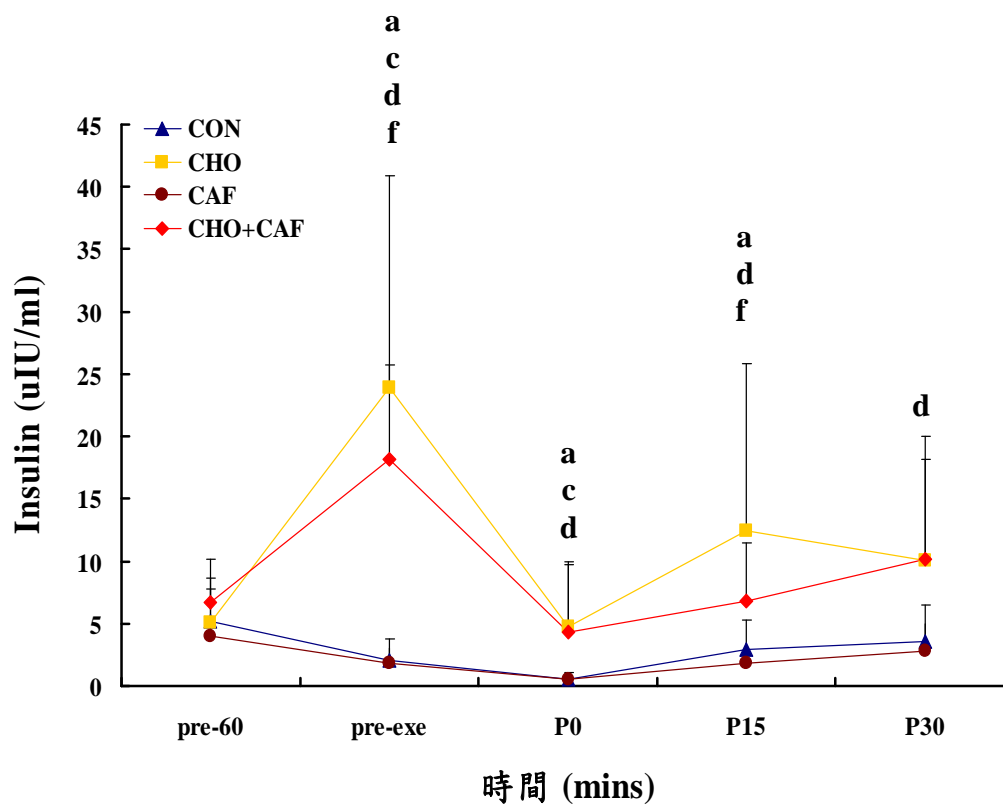 a
c
d
f
45
40
35
30
25
20
15
10
5
0
Insulin (uIU/ml)
CON
CHO
CAF
CHO+CAF
a
d
f
a
c
d
d
pre-60
pre-exe
P0
P15
P30
時間 (mins)